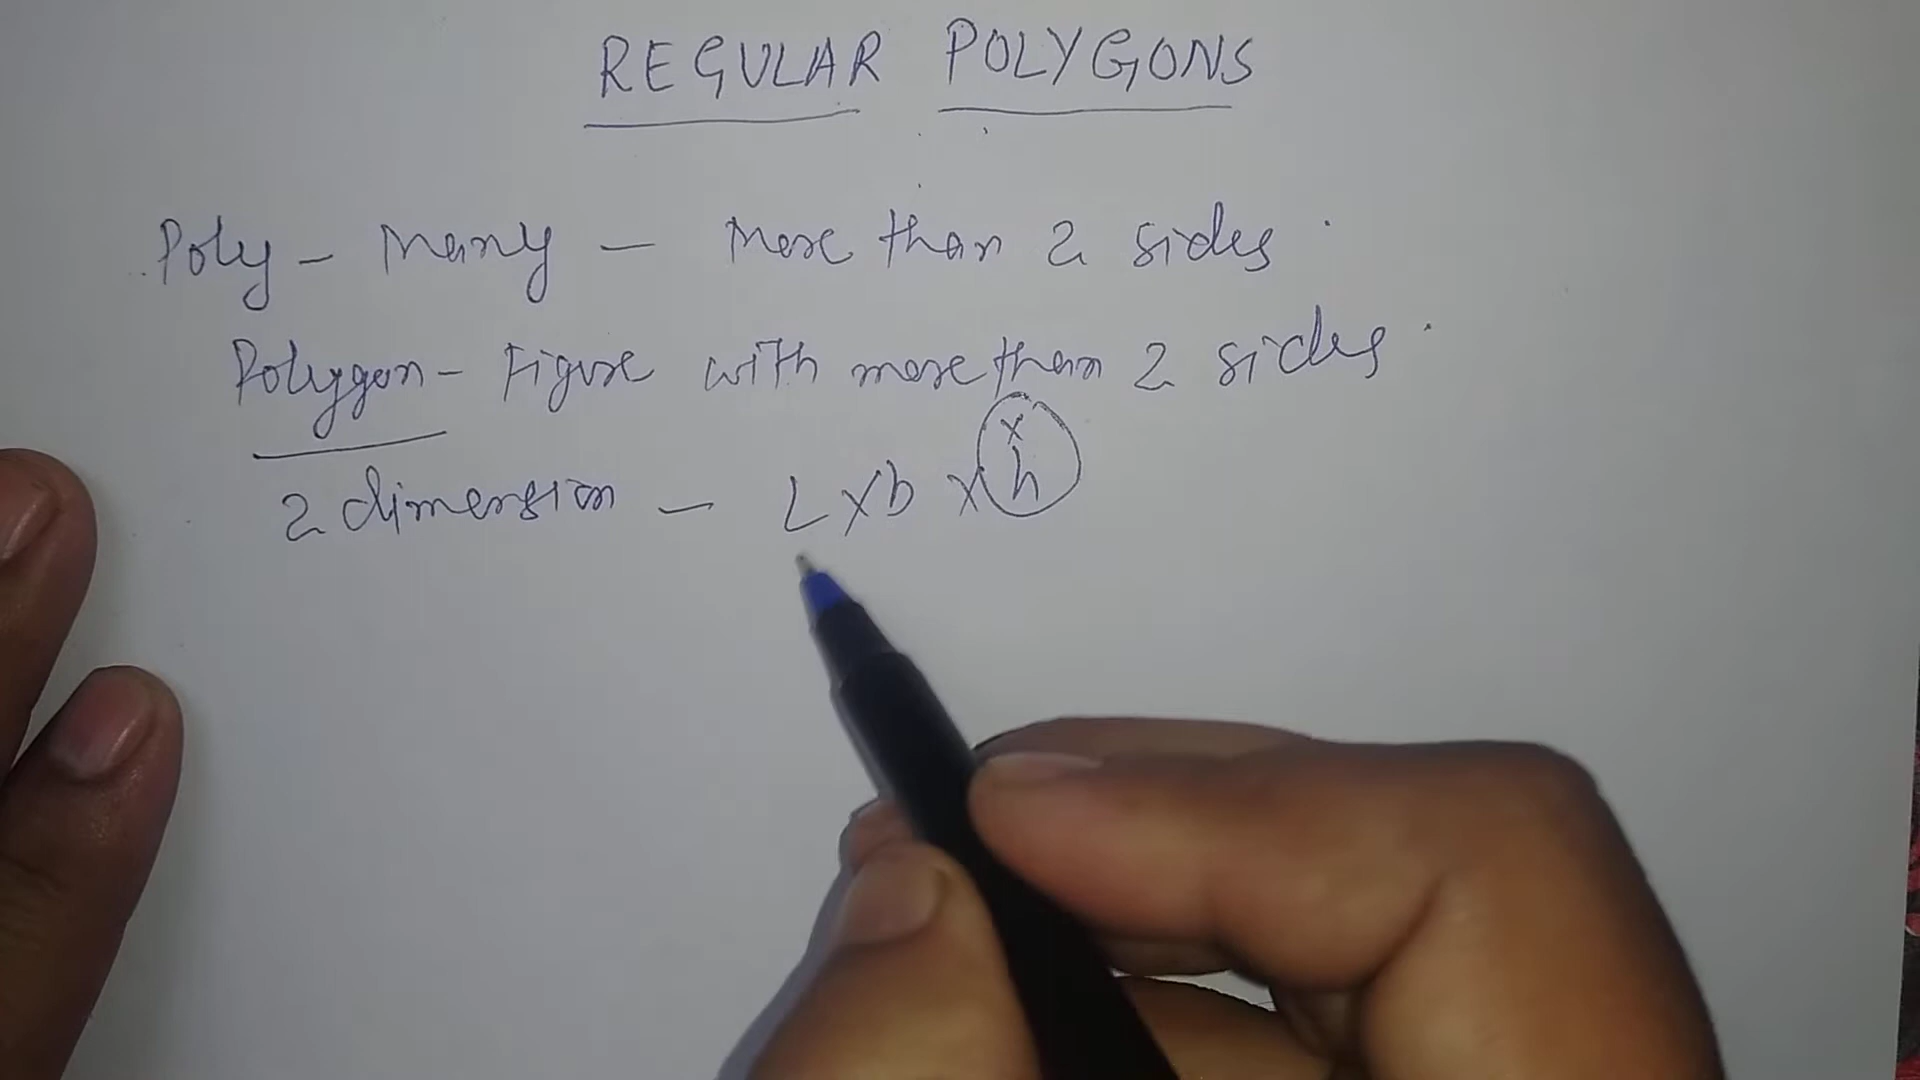 REGULAR POLYGONS
Poly - Many - More than 2 sides.
Polygon - Figure with more than 2 sides.
2 dimension - L x b x h
x